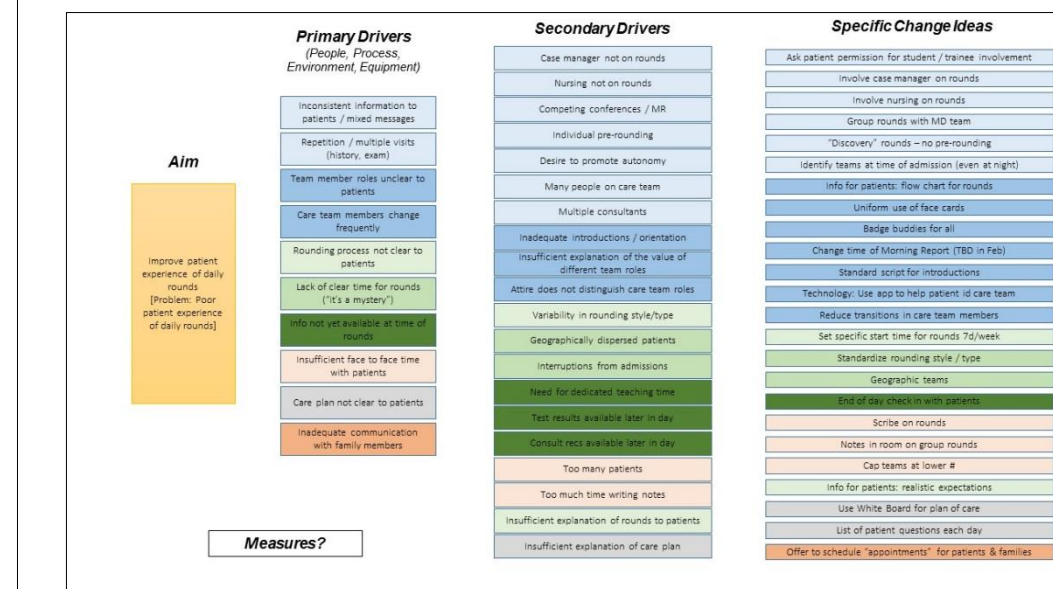 Primary Drivers
(People, Process,
Environment, Equipment)
Inconsistent information to
patients / mixed messages
Repetition / multiple visits
(history, exam)
Team member roles unclear to
patients
Care team members change
frequently
Rounding process not clear to
patients
Lack of clear time for rounds
("it's a mystery")
Info not yet available at time of
rounds
Insufficient face to face time
with patients
Care plan not clear to patients
Inadequate communication
with family members
Aim
Improve patient
experience of daily
rounds
[Problem: Poor
patient experience
of daily rounds]
Measures?
Secondary Drivers
Case manager not on rounds
Nursing not on rounds
Competing conferences / MR
Individual pre-rounding
Desire to promote autonomy
Many people on care team
Multiple consultants
Inadequate introductions / orientation
Insufficient explanation of the value of
different team roles
Attire does not distinguish care team roles
Variability in rounding style/type
Geographically dispersed patients
Interruptions from admissions
Need for dedicated teaching time
Test results available later in day
Consult recs available later in day
Too many patients
Too much time writing notes
Insufficient explanation of rounds to patients
Insufficient explanation of care plan
Specific Change Ideas
Ask patient permission for student / trainee involvement
Involve case manager on rounds
Involve nursing on rounds
Group rounds with MD team
"Discovery" rounds – no pre-rounding
Identify teams at time of admission (even at night)
Info for patients: flow chart for rounds
Uniform use of face cards
Badge buddies for all
Change time of Morning Report (TBD in Feb)
Standard script for introductions
Technology: Use app to help patient id care team
Reduce transitions in care team members
Set specific start time for rounds 7d/week
Standardize rounding style / type
Geographic teams
End of day check in with patients
Scribe on rounds
Notes in room on group rounds
Cap teams at lower #
Info for patients: realistic expectations
Use White Board for plan of care
List of patient questions each day
Offer to schedule "appointments" for patients & families